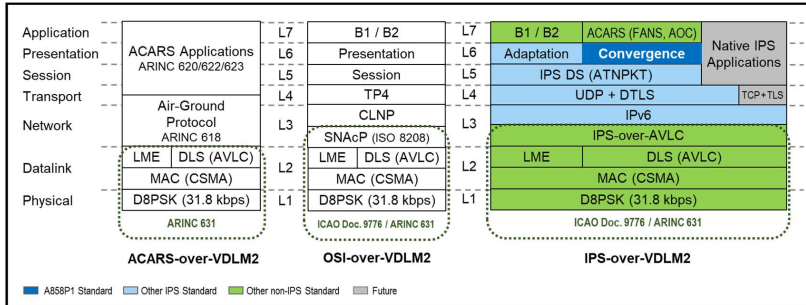 Application
Presentation
Session
Transport
Network
Datalink
Physical
ACARS Applications
ARINC 620/622/623
Air-Ground
Protocol
ARINC 618
LME DLS (AVLC)
MAC (CSMA)
D8PSK (31.8 kbps)
ARINC 631
ACARS-over-VDLM2
L7
L6
L5
L4
L3
L2
L1
B1 / B2
Presentation
Session
TP4
CLNP
SNAcP (ISO 8208)
LME DLS (AVLC)
MAC (CSMA)
D8PSK (31.8 kbps)
ICAO Doc. 9776 / ARINC 631
OSI-over-VDLM2
L7
L6
L5
L4
L3
L2
L1
B1 / B2 ACARS (FANS, AOC)
Adaptation Convergence
Native IPS
Applications
IPS DS (ATNPKT)
UDP + DTLS TCP+TLS
IPv6
IPS-over-AVLC
LME DLS (AVLC)
MAC (CSMA)
D8PSK (31.8 kbps)
ICAO Doc. 9776 / ARINC 631
IPS-over-VDLM2
A858P1 Standard Other IPS Standard Other non-IPS Standard Future